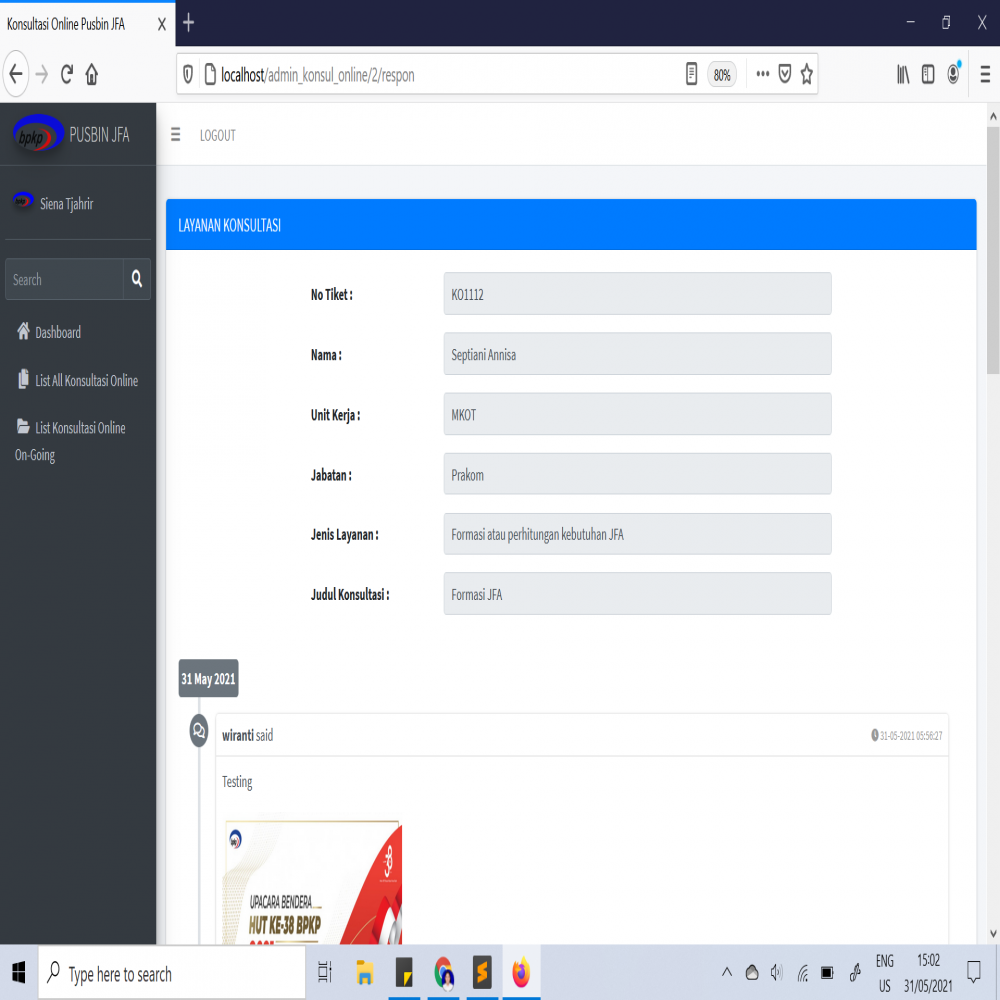 Konsultasi Online Pusbin JFA
localhost/admin_konsul_online/2/respon
80%
bpkp PUSBIN JFA
LOGOUT
Siena Tjahrir
Search
Dashboard
List All Konsultasi Online
List Konsultasi Online
On-Going
LAYANAN KONSULTASI
No Tiket : KO1112
Nama : Septiani Annisa
Unit Kerja : MKOT
Jabatan : Prakom
Jenis Layanan : Formasi atau perhitungan kebutuhan JFA
Judul Konsultasi : Formasi JFA
31 May 2021
wiranti said 31-05-2021 05:56:27
Testing
UPACARA BENDERA
HUT KE-38 BPKP
Type here to search
ENG
US
15:02
31/05/2021